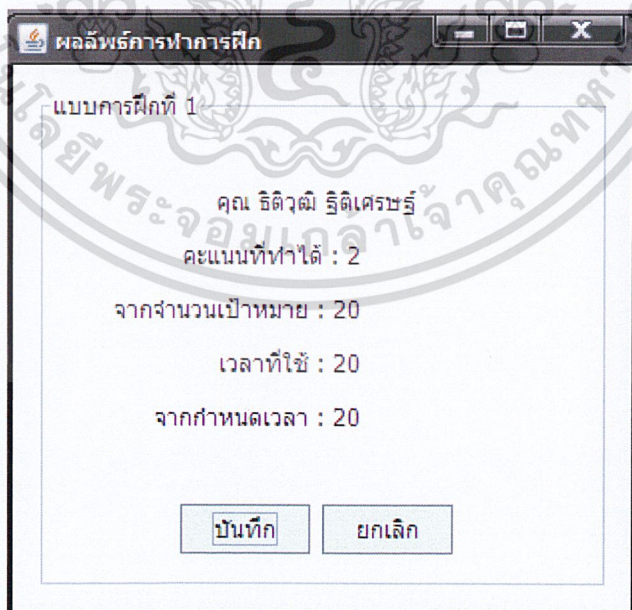 ผลลัพธ์การทำการฝึก
แบบการฝึกที่ 1
คุณ ธิติวุฒิ ฐิติเศรษฐ์
คะแนนที่ทำได้ : 2
จากจำนวนเป้าหมาย : 20
เวลาที่ใช้ : 20
จากกำหนดเวลา : 20
บันทึก ยกเลิก